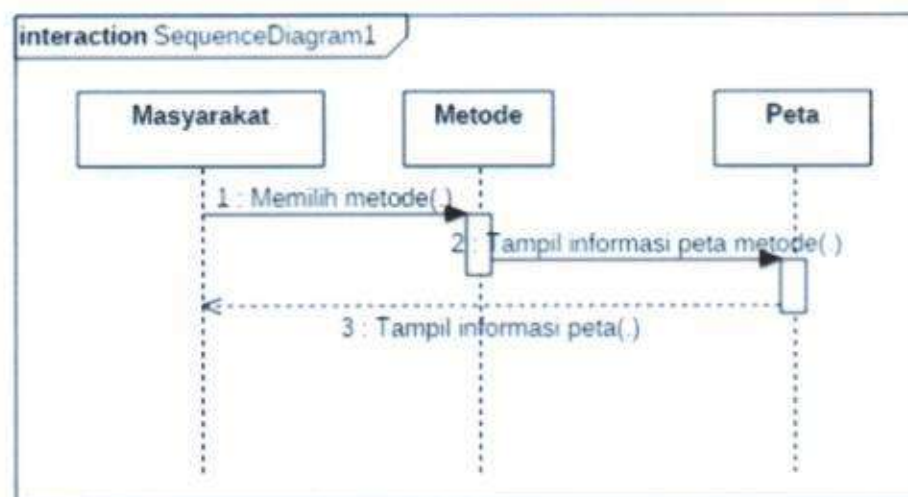 interaction SequenceDiagram1
Masyarakat
Metode
Peta
1 : Memilih metode(.)
2 : Tampil informasi peta metode(.)
3 : Tampil informasi peta(.)